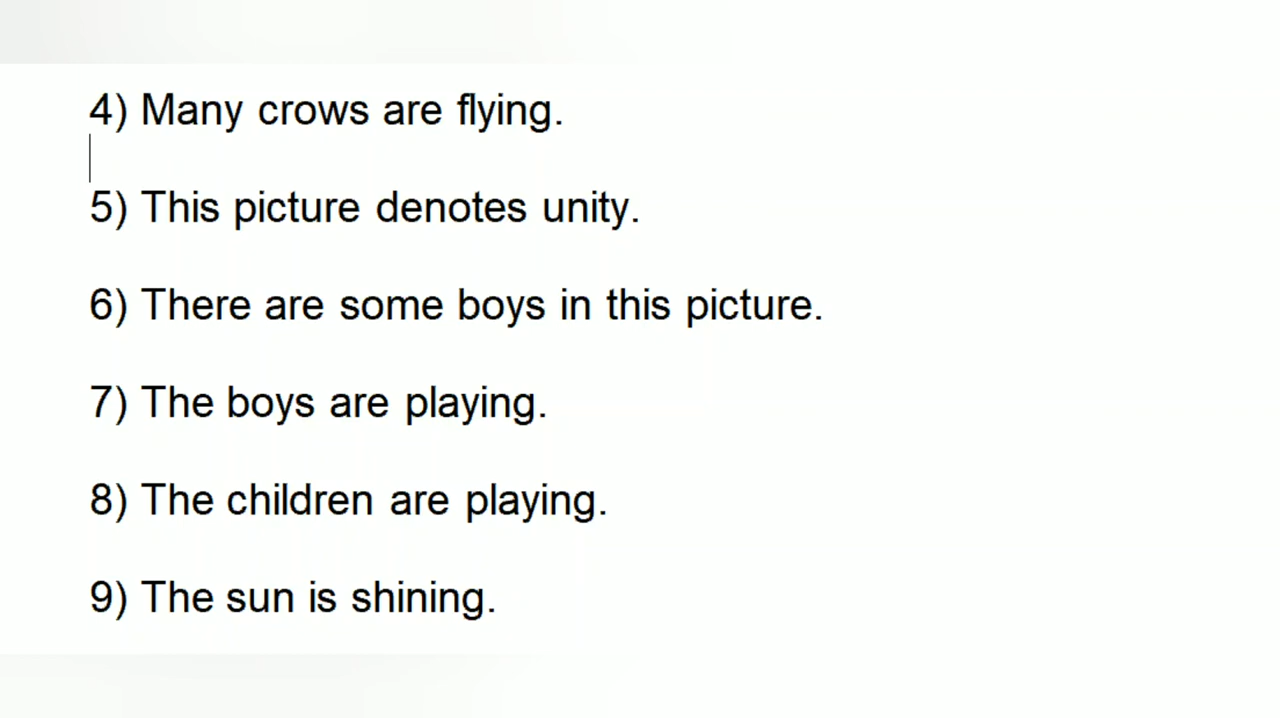 4) Many crows are flying.
5) This picture denotes unity.
6) There are some boys in this picture.
7) The boys are playing.
8) The children are playing.
9) The sun is shining.